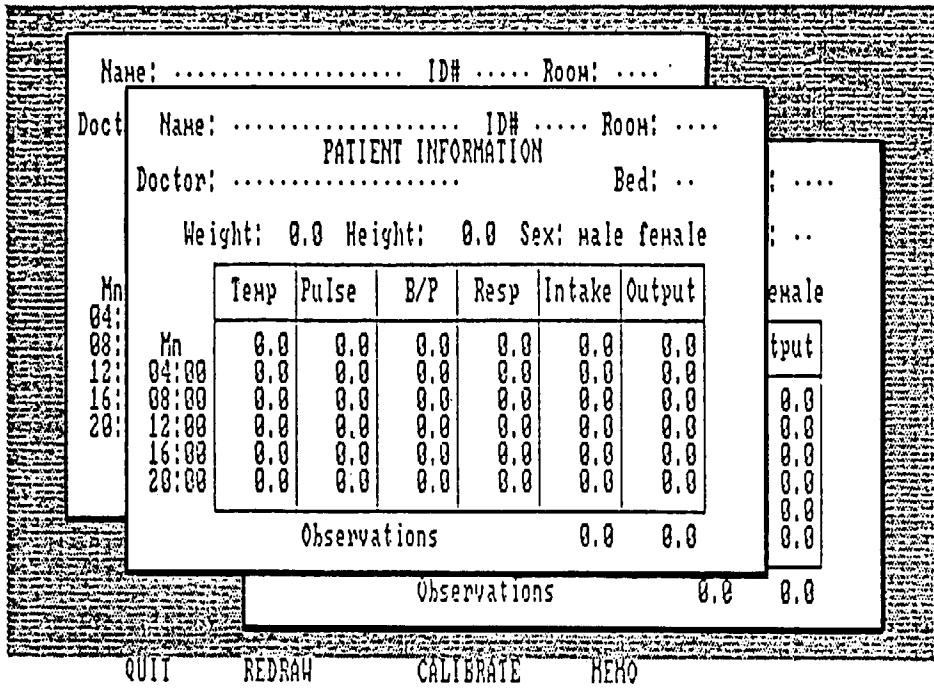 Name: .................... ID# ..... Room: ....
Doct
Mn
04:
08:
12:
16:
20:
Name: .................... ID# ..... Room: ....
PATIENT INFORMATION
Doctor: .................... Bed: ..
Weight: 0.0 Height: 0.0 Sex: male female
Temp Pulse B/P Resp Intake Output
Mn 0.0 0.0 0.0 0.0 0.0 0.0
04:00 0.0 0.0 0.0 0.0 0.0 0.0
08:00 0.0 0.0 0.0 0.0 0.0 0.0
12:00 0.0 0.0 0.0 0.0 0.0 0.0
16:00 0.0 0.0 0.0 0.0 0.0 0.0
20:00 0.0 0.0 0.0 0.0 0.0 0.0
Observations 0.0 0.0
: ....
: ..
emale
tput
0.0
0.0
0.0
0.0
0.0
0.0
Observations 0.0 0.0
QUIT REDRAW CALIBRATE MEMO